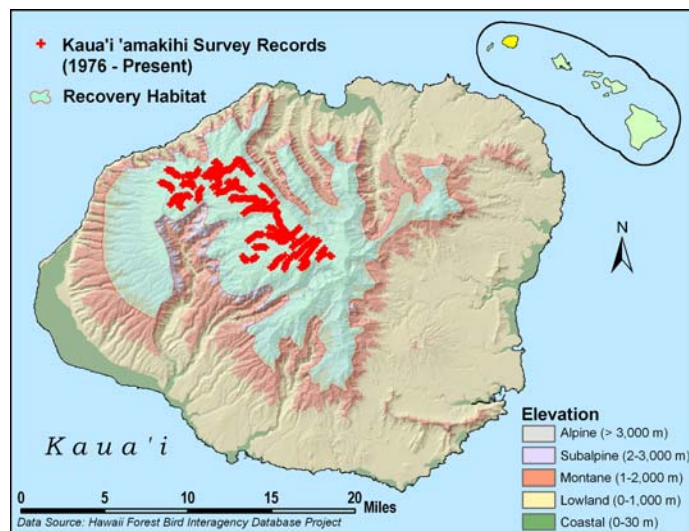 Kaua'i 'amakihi Survey Records
(1976 - Present)
Recovery Habitat
N
Kaua'i
Elevation
Alpine (> 3,000 m)
Subalpine (2-3,000 m)
Montane (1-2,000 m)
Lowland (0-1,000 m)
Coastal (0-30 m)
0 5 10 15 20
Miles
Data Source: Hawaii Forest Bird Interagency Database Project